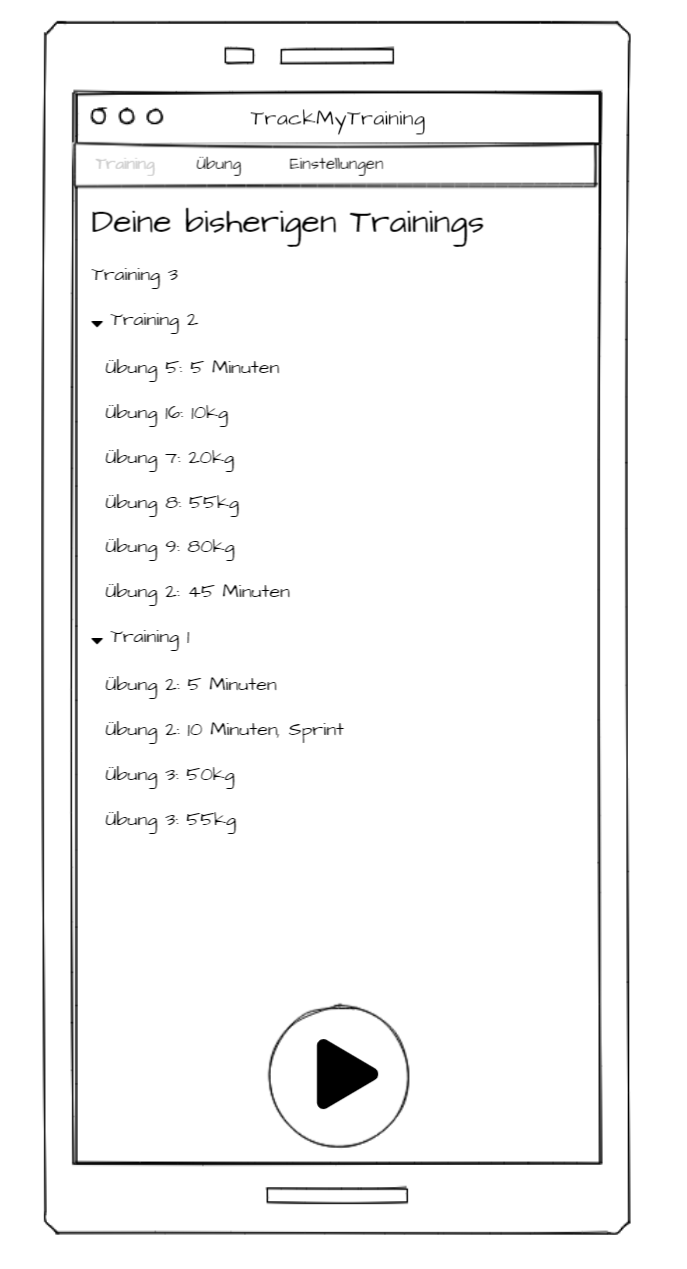 TrackMyTraining
Training Übung Einstellungen
Deine bisherigen Trainings
Training 3
Training 2
Übung 5: 5 Minuten
Übung 16: 10kg
Übung 7: 20kg
Übung 8: 55kg
Übung 9: 80kg
Übung 2: 45 Minuten
Training 1
Übung 2: 5 Minuten
Übung 2: 10 Minuten, Sprint
Übung 3: 50kg
Übung 3: 55kg